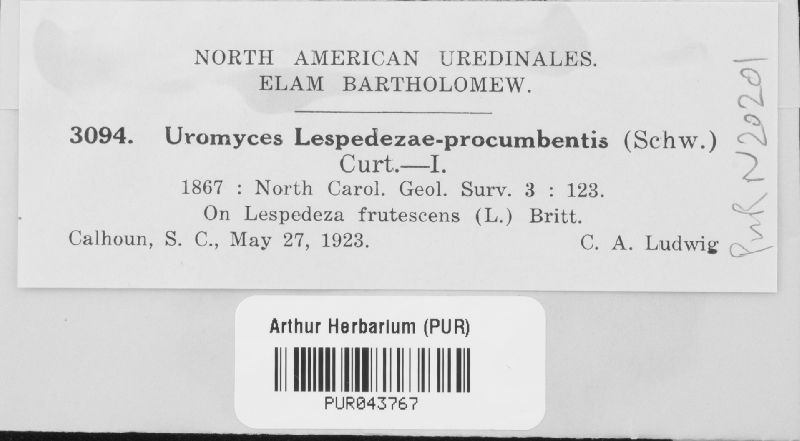 NORTH AMERICAN UREDINALES.
ELAM BARTHOLOMEW.
3094. Uromyces Lespedezae-procumbentis (Schw.)
Curt.—I.
1867 : North Carol. Geol. Surv. 3 : 123.
On Lespedeza frutescens (L.) Britt.
Calhoun, S. C., May 27, 1923. C. A. Ludwig
PUR N20201
Arthur Herbarium (PUR)
PUR043767